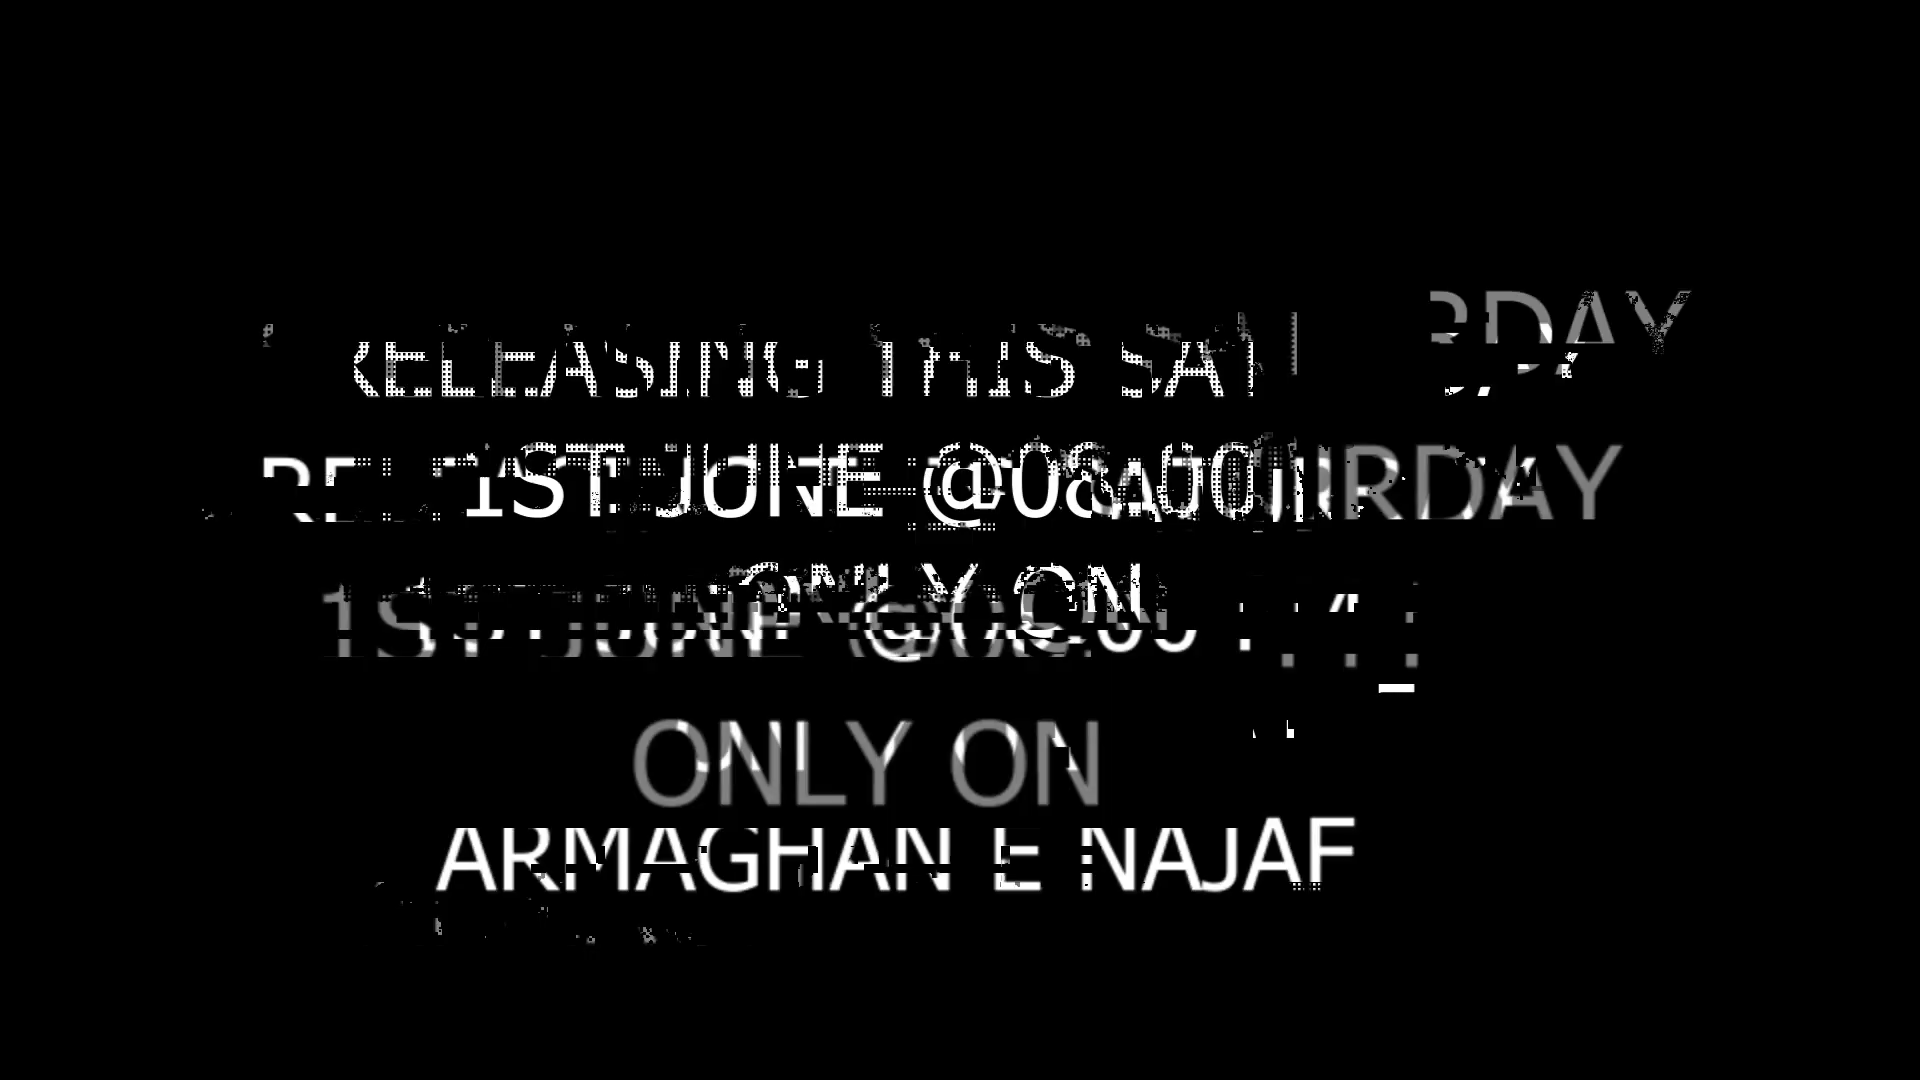 RELEASING THIS SATURDAY
1ST JUNE @08:00
ONLY ON
ARMAGHAN E NAJAF